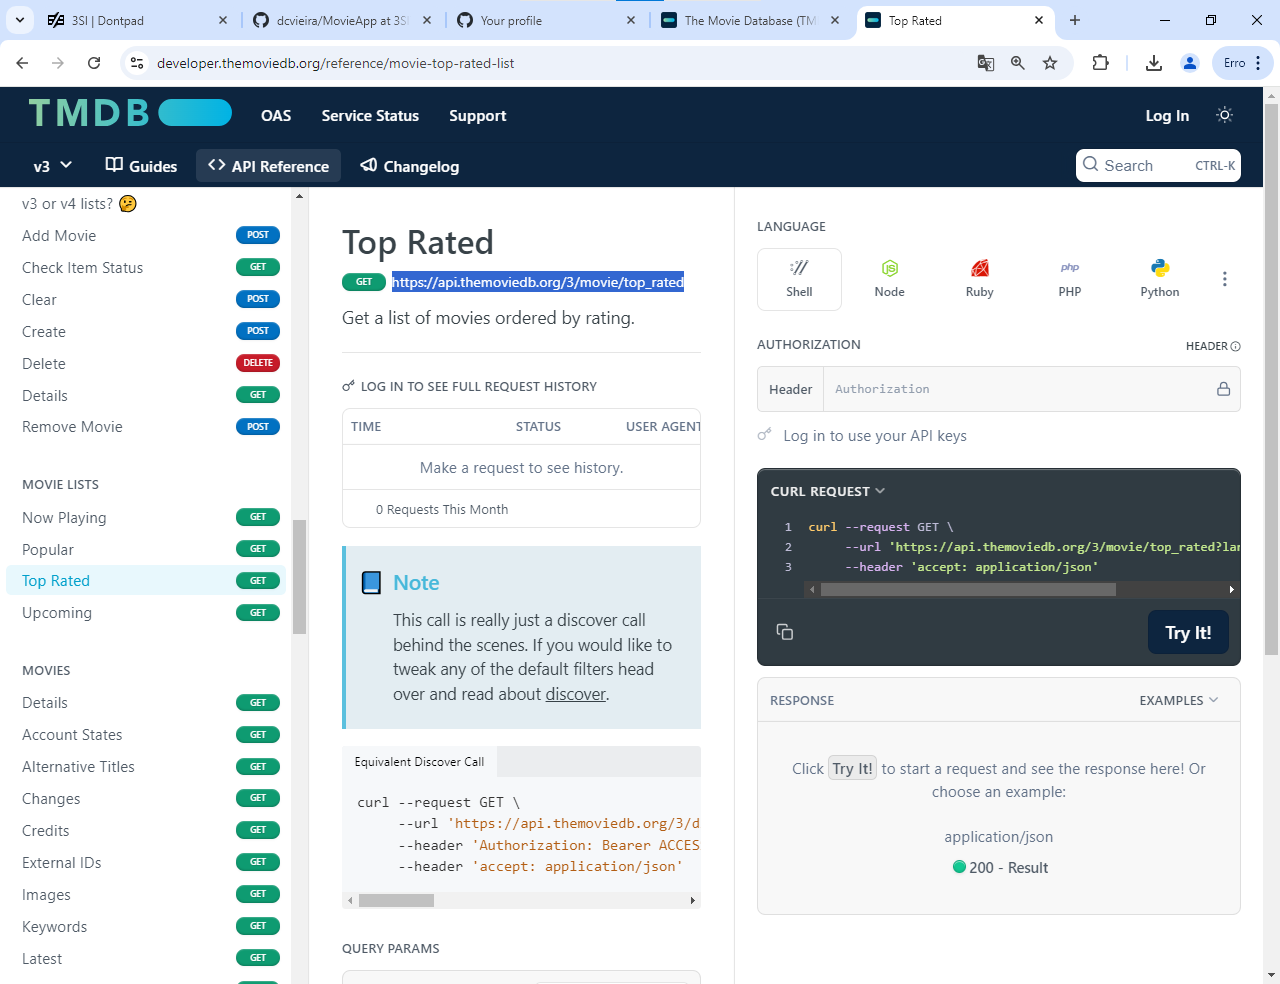 3SI | Dontpad
dcvieira/MovieApp at 3SI
Your profile
The Movie Database (TM
Top Rated
developer.themoviedb.org/reference/movie-top-rated-list
Erro
TMDB
OAS
Service Status
Support
Log In
v3
Guides
API Reference
Changelog
Search
CTRL-K
v3 or v4 lists? 🤔
Add Movie
POST
Check Item Status
GET
Clear
POST
Create
POST
Delete
DELETE
Details
GET
Remove Movie
POST
MOVIE LISTS
Now Playing
GET
Popular
GET
Top Rated
GET
Upcoming
GET
MOVIES
Details
GET
Account States
GET
Alternative Titles
GET
Changes
GET
Credits
GET
External IDs
GET
Images
GET
Keywords
GET
Latest
GET
Top Rated
GET https://api.themoviedb.org/3/movie/top_rated
Get a list of movies ordered by rating.
LOG IN TO SEE FULL REQUEST HISTORY
TIME
STATUS
USER AGENT
Make a request to see history.
0 Requests This Month
📘 Note
This call is really just a discover call
behind the scenes. If you would like to
tweak any of the default filters head
over and read about discover.
Equivalent Discover Call
curl --request GET \
--url 'https://api.themoviedb.org/3/d
--header 'Authorization: Bearer ACCES
--header 'accept: application/json'
QUERY PARAMS
LANGUAGE
Shell
Node
Ruby
php
PHP
Python
AUTHORIZATION
HEADER
Header
Authorization
Log in to use your API keys
CURL REQUEST
1 curl --request GET \
2 --url 'https://api.themoviedb.org/3/movie/top_rated?lan
3 --header 'accept: application/json'
Try It!
RESPONSE
EXAMPLES
Click Try It! to start a request and see the response here! Or
choose an example:
application/json
200 - Result